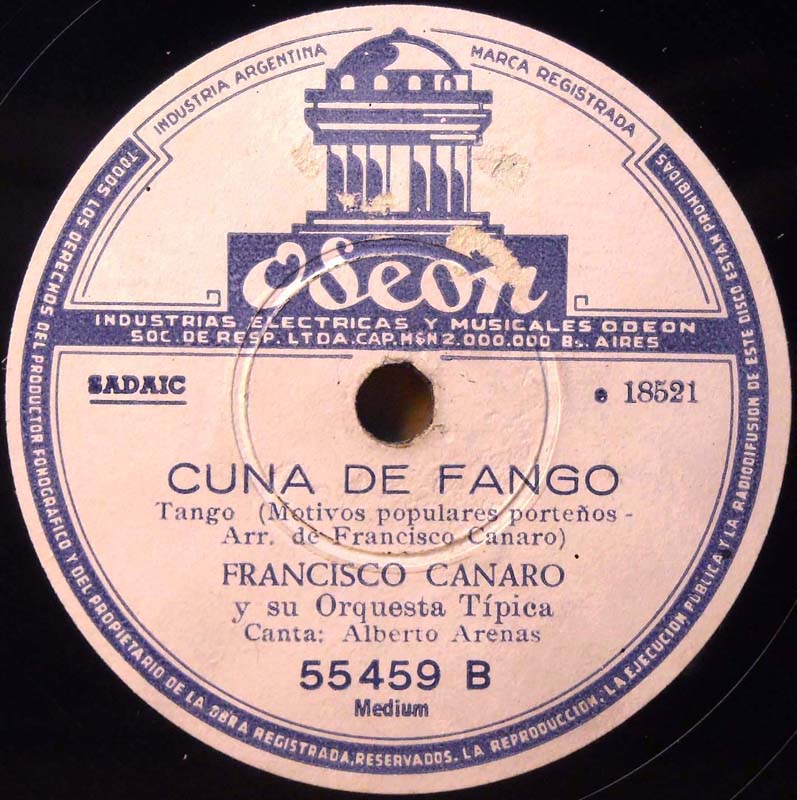 INDUSTRIA ARGENTINA
MARCA REGISTRADA
Odeon
INDUSTRIAS ELECTRICAS Y MUSICALES ODEON
SOC. DE RESP. LTDA. CAP. M$N 2.000.000 Bs. AIRES
SADAIC
e 18521
CUNA DE FANGO
Tango (Motivos populares porteños -
Arr. de Francisco Canaro)
FRANCISCO CANARO
y su Orquesta Típica
Canta: Alberto Arenas
55459 B
Medium
TODOS LOS DERECHOS DEL PRODUCTOR FONOGRAFICO Y DEL PROPIETARIO DE LA OBRA REGISTRADA, RESERVADOS. LA REPRODUCCION, LA EJECUCION PUBLICA Y LA RADIODIFUSION DE ESTE DISCO ESTAN PROHIBIDAS